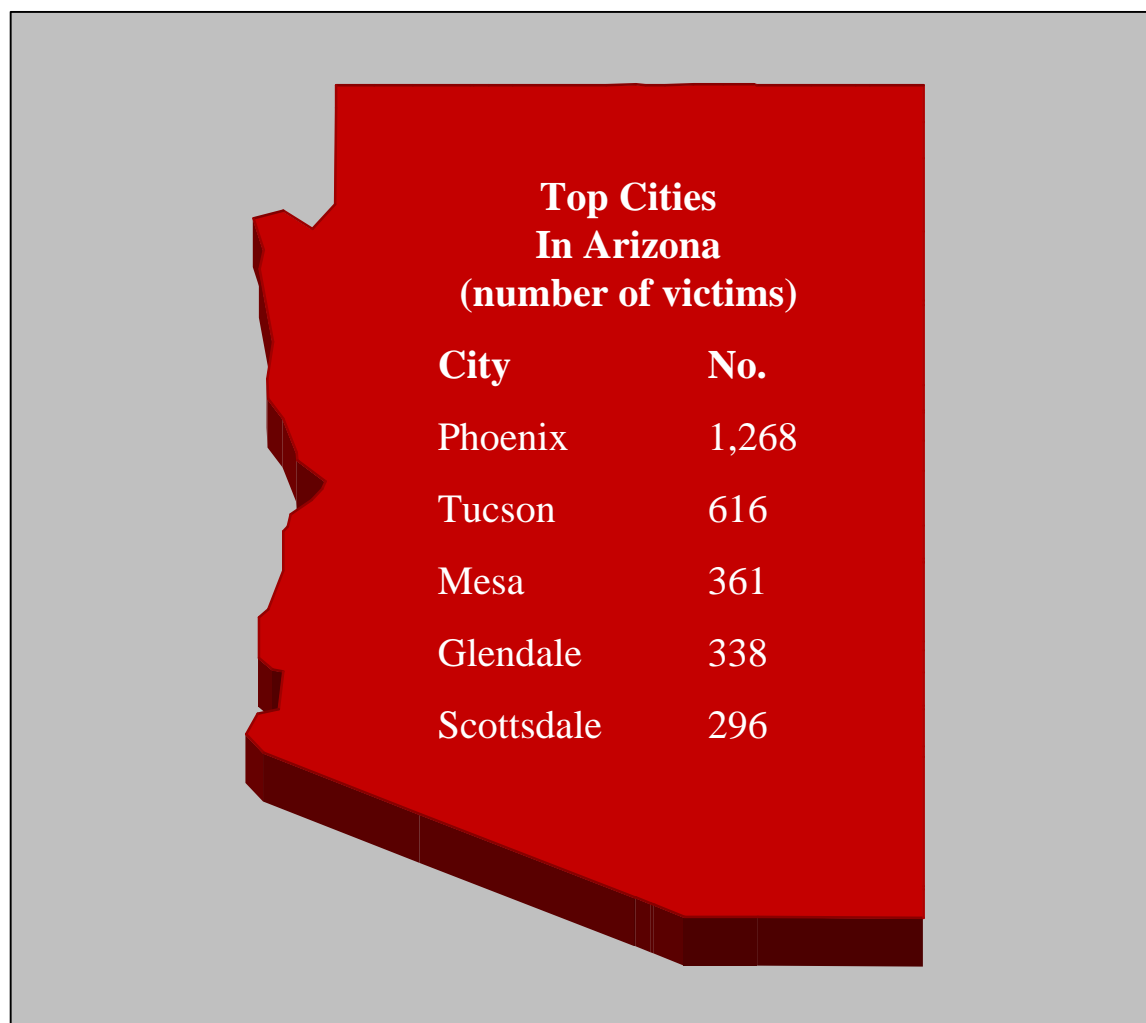 Top Cities
In Arizona
(number of victims)
City No.
Phoenix 1,268
Tucson 616
Mesa 361
Glendale 338
Scottsdale 296